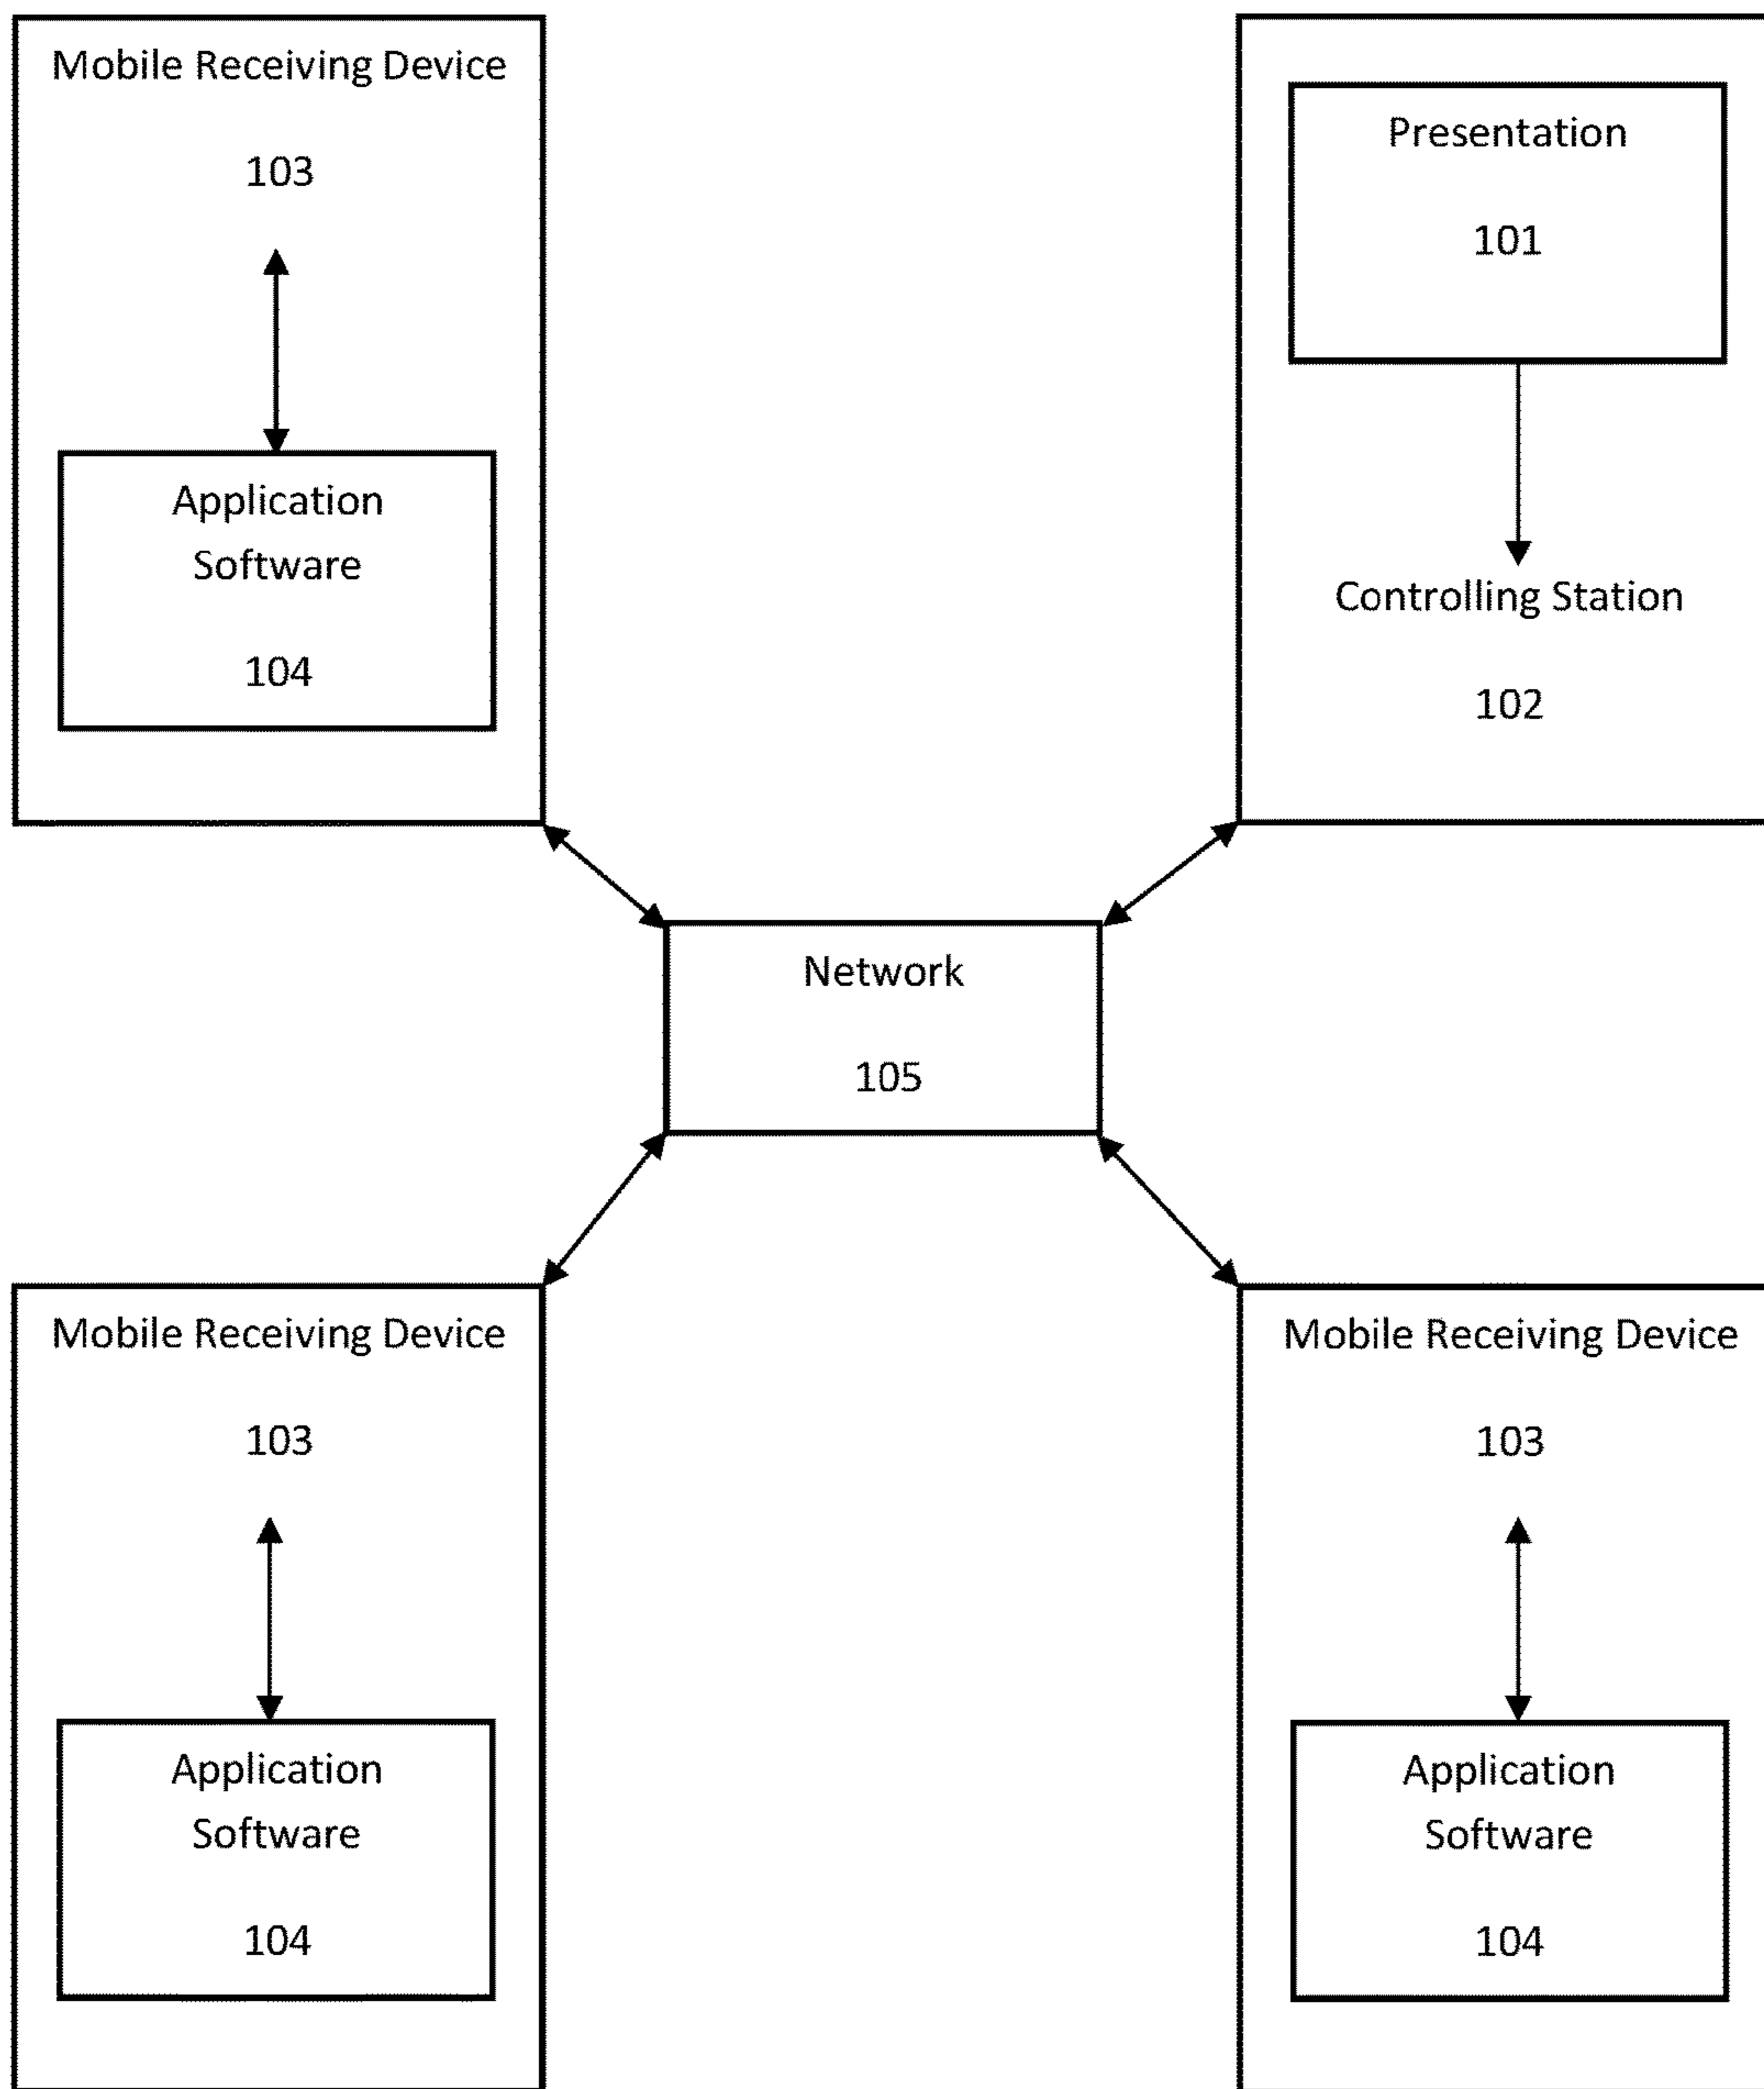 Mobile Receiving Device
103
Application
Software
104
Presentation
101
Controlling Station
102
Network
105
Mobile Receiving Device
103
Application
Software
104
Mobile Receiving Device
103
Application
Software
104